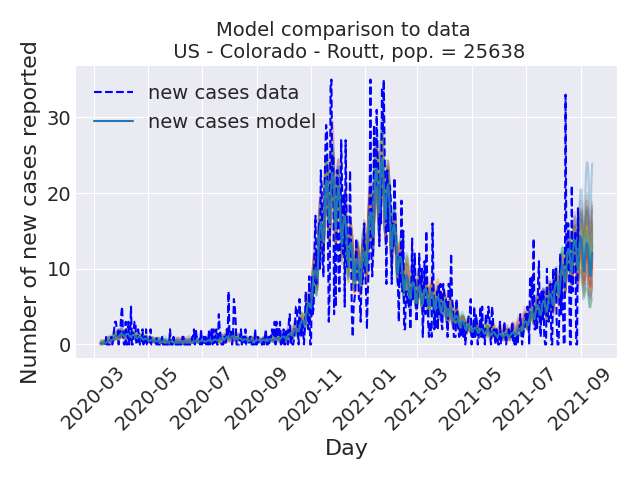 Model comparison to data
US - Colorado - Routt, pop. = 25638
Number of new cases reported
new cases data
new cases model
30
20
10
0
2020-03
2020-05
2020-07
2020-09
2020-11
2021-01
2021-03
2021-05
2021-07
2021-09
Day